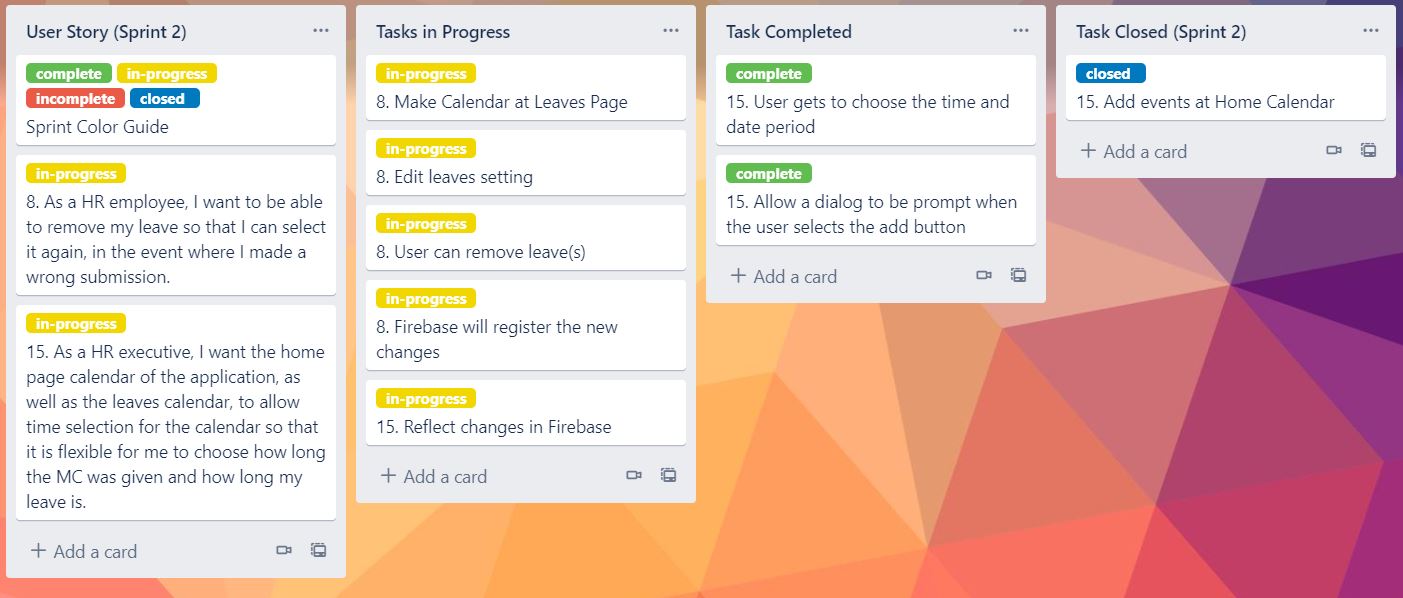 User Story (Sprint 2)
complete in-progress
incomplete closed
Sprint Color Guide
in-progress
8. As a HR employee, I want to be able
to remove my leave so that I can select
it again, in the event where I made a
wrong submission.
in-progress
15. As a HR executive, I want the home
page calendar of the application, as
well as the leaves calendar, to allow
time selection for the calendar so that
it is flexible for me to choose how long
the MC was given and how long my
leave is.
+ Add a card
Tasks in Progress
in-progress
8. Make Calendar at Leaves Page
in-progress
8. Edit leaves setting
in-progress
8. User can remove leave(s)
in-progress
8. Firebase will register the new
changes
in-progress
15. Reflect changes in Firebase
+ Add a card
Task Completed
complete
15. User gets to choose the time and
date period
complete
15. Allow a dialog to be prompt when
the user selects the add button
+ Add a card
Task Closed (Sprint 2)
closed
15. Add events at Home Calendar
+ Add a card